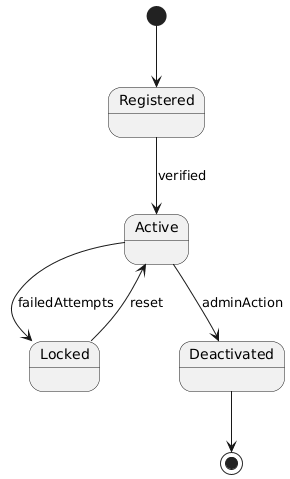 Registered
verified
Active
failedAttempts
reset
adminAction
Locked
Deactivated